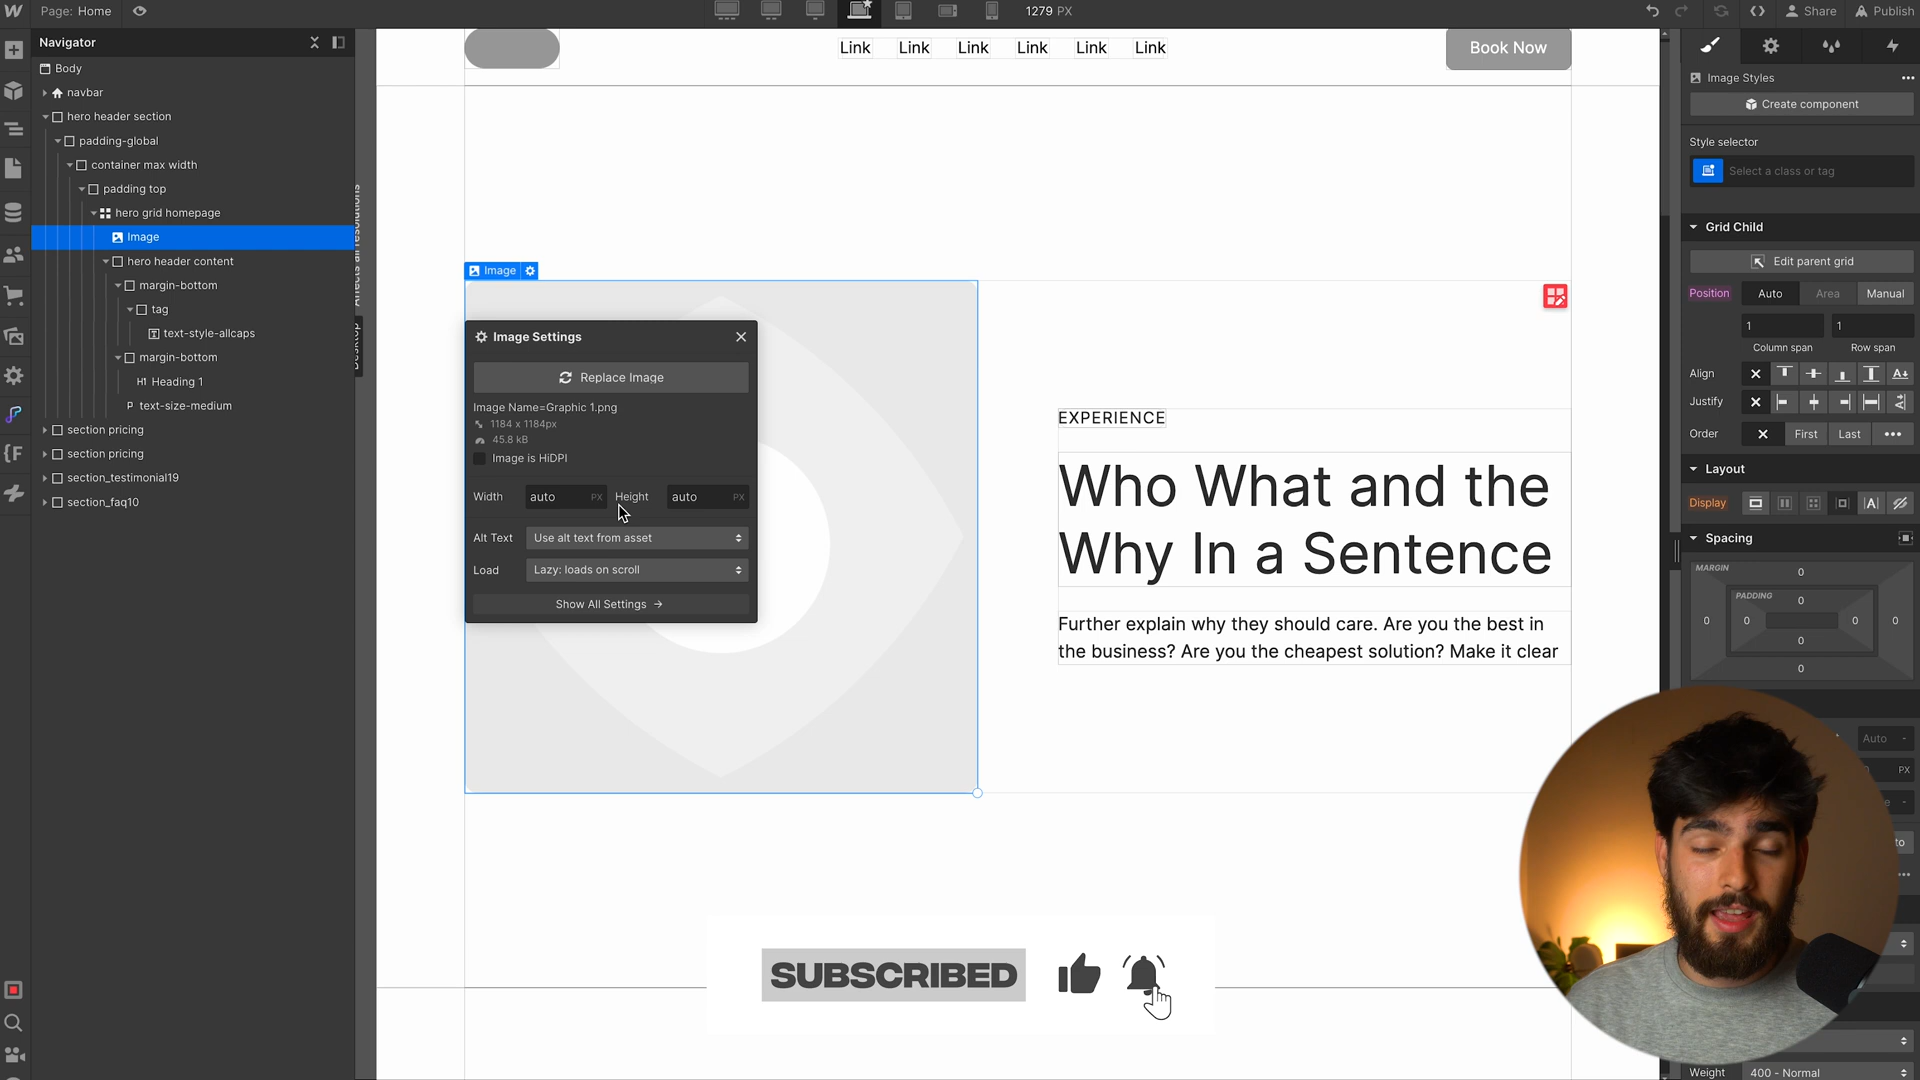 Page: Home
1279 PX
Share
Publish
Navigator
Body
navbar
hero header section
padding-global
container max width
padding top
hero grid homepage
Image
hero header content
margin-bottom
tag
text-style-allcaps
margin-bottom
H1 Heading 1
P text-size-medium
section pricing
section pricing
section_testimonial19
section_faq10
Link Link Link Link Link Link
Book Now
Image
Image Settings
Replace Image
Image Name=Graphic 1.png
1184 x 1184px
45.8 kB
Image is HiDPI
Width auto PX Height auto PX
Alt Text Use alt text from asset
Load Lazy: loads on scroll
Show All Settings →
EXPERIENCE
Who What and the
Why In a Sentence
Further explain why they should care. Are you the best in
the business? Are you the cheapest solution? Make it clear
SUBSCRIBED
Image Styles
Create component
Style selector
Select a class or tag
Grid Child
Edit parent grid
Position Auto Area Manual
1 1
Column span Row span
Align
Justify
Order First Last
Layout
Display
Spacing
MARGIN
0
PADDING
0
0 0 0 0
0
0
Auto
PX
Weight 400 - Normal